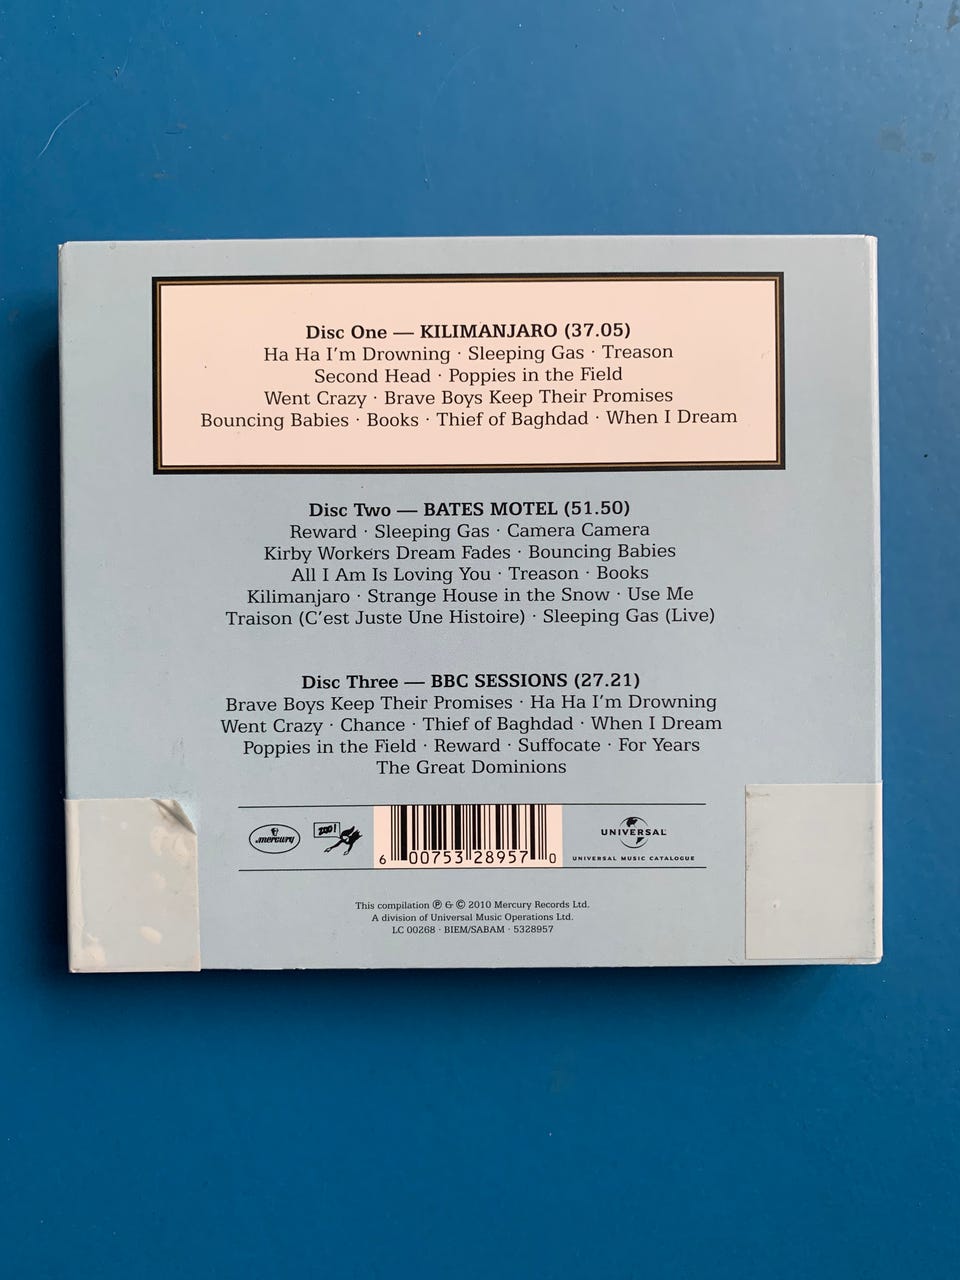 Disc One — KILIMANJARO (37.05)
Ha Ha I'm Drowning · Sleeping Gas · Treason
Second Head · Poppies in the Field
Went Crazy · Brave Boys Keep Their Promises
Bouncing Babies · Books · Thief of Baghdad · When I Dream
Disc Two — BATES MOTEL (51.50)
Reward · Sleeping Gas · Camera Camera
Kirby Workers Dream Fades · Bouncing Babies
All I Am Is Loving You · Treason · Books
Kilimanjaro · Strange House in the Snow · Use Me
Traison (C'est Juste Une Histoire) · Sleeping Gas (Live)
Disc Three — BBC SESSIONS (27.21)
Brave Boys Keep Their Promises · Ha Ha I'm Drowning
Went Crazy · Chance · Thief of Baghdad · When I Dream
Poppies in the Field · Reward · Suffocate · For Years
The Great Dominions
mercury
ZOO!
6 00753 28957 0
UNIVERSAL
UNIVERSAL MUSIC CATALOGUE
This compilation ℗ & © 2010 Mercury Records Ltd.
A division of Universal Music Operations Ltd.
LC 00268 · BIEM/SABAM · 5328957